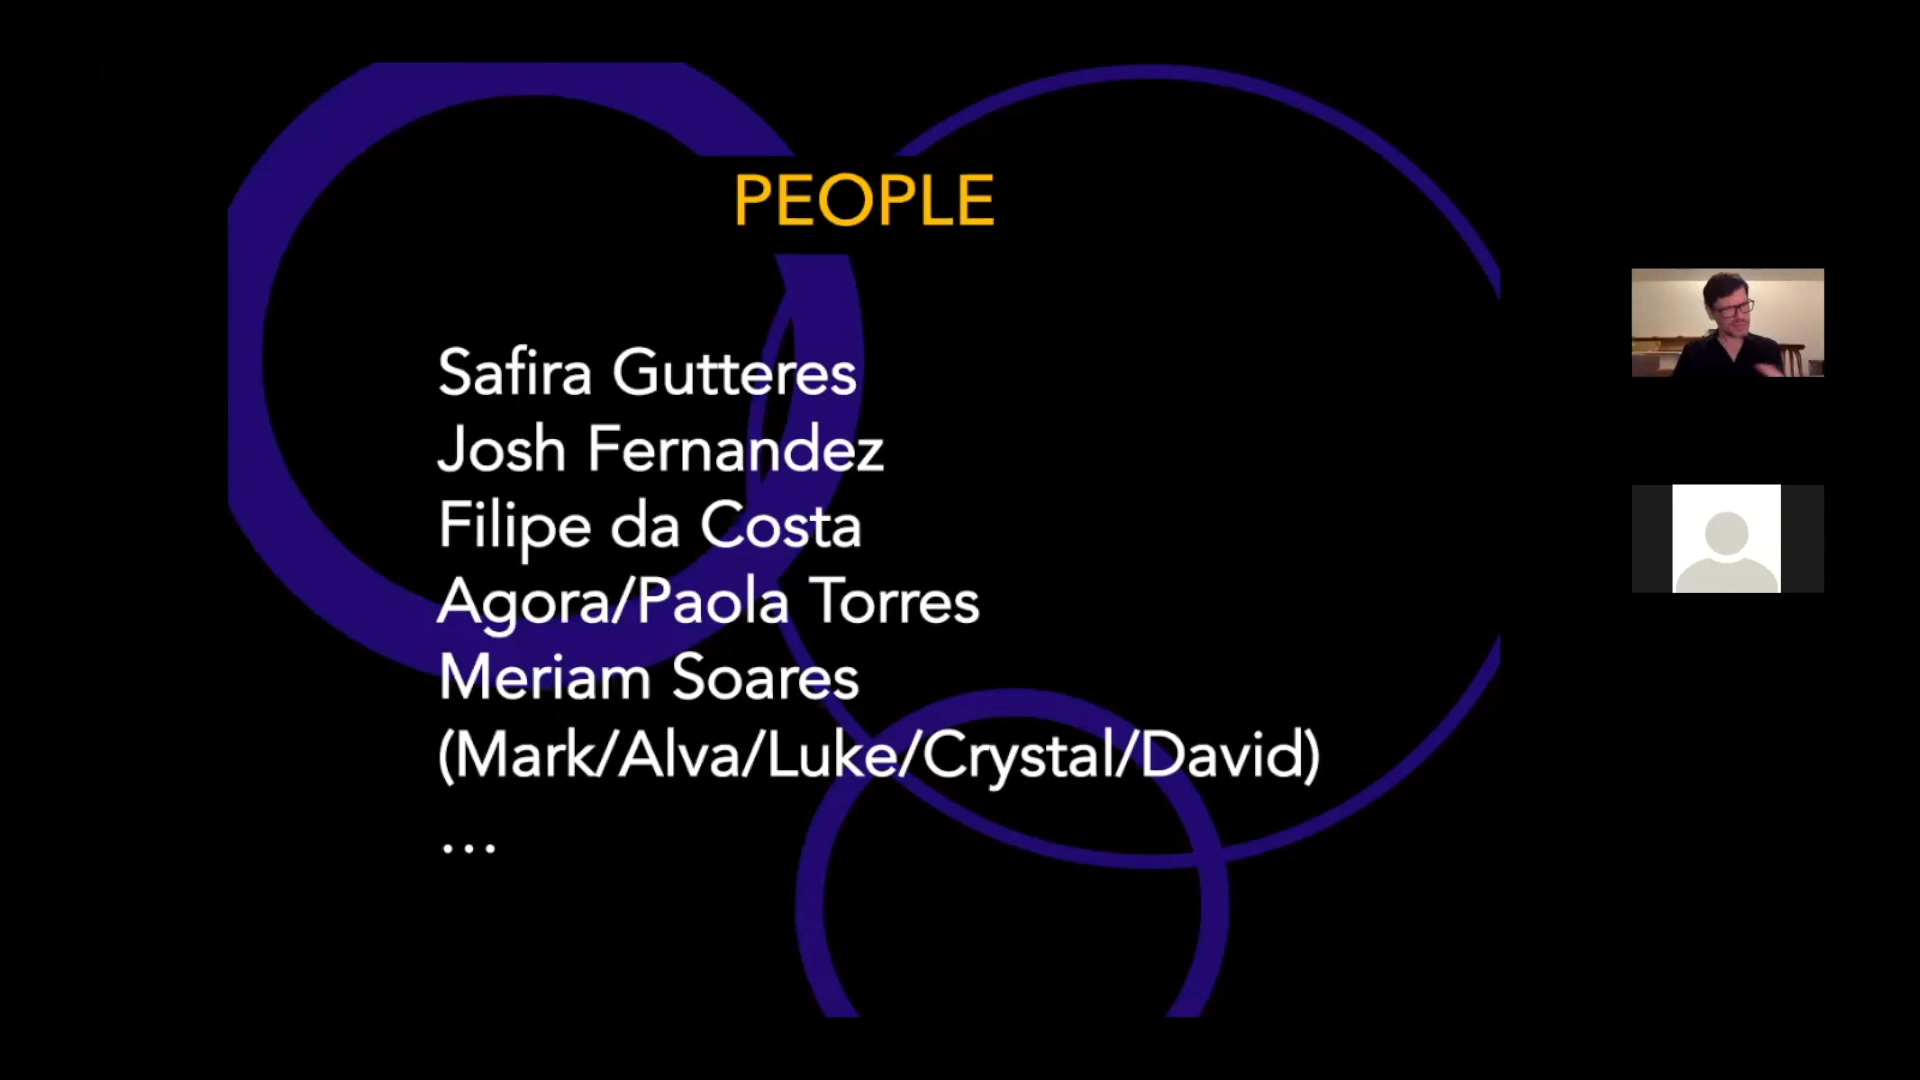 PEOPLE
Safira Gutteres
Josh Fernandez
Filipe da Costa
Agora/Paola Torres
Meriam Soares
(Mark/Alva/Luke/Crystal/David)
...